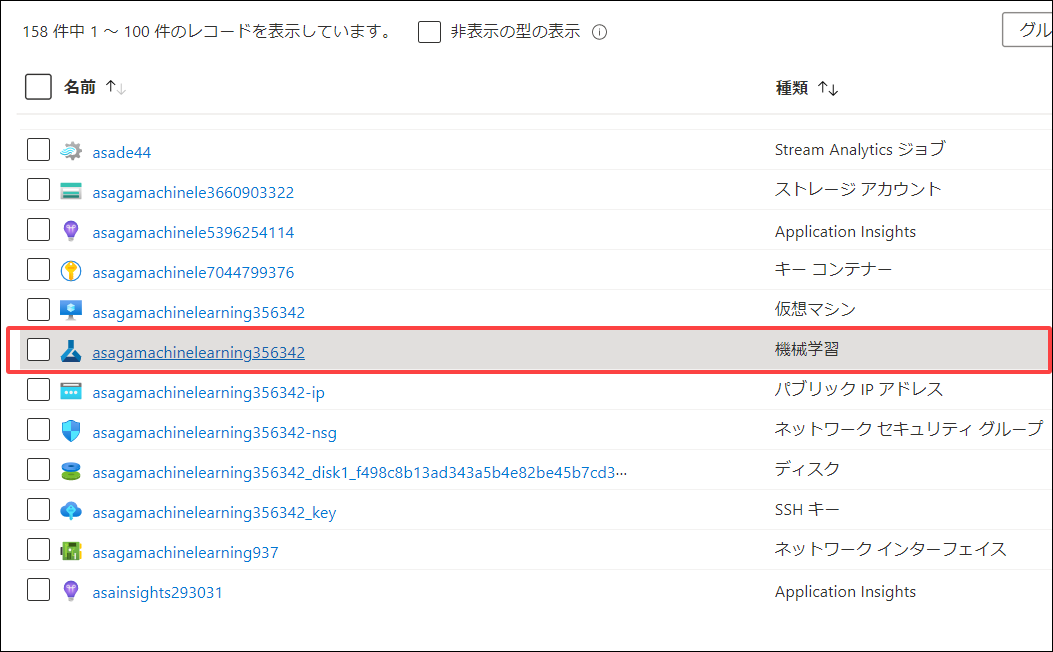 158 件中 1 ～ 100 件のレコードを表示しています。 非表示の型の表示 グル
名前 種類
asade44 Stream Analytics ジョブ
asagamachinele3660903322 ストレージ アカウント
asagamachinele5396254114 Application Insights
asagamachinele7044799376 キー コンテナー
asagamachinelearning356342 仮想マシン
asagamachinelearning356342 機械学習
asagamachinelearning356342-ip パブリック IP アドレス
asagamachinelearning356342-nsg ネットワーク セキュリティ グループ
asagamachinelearning356342_disk1_f498c8b13ad343a5b4e82be45b7cd3… ディスク
asagamachinelearning356342_key SSH キー
asagamachinelearning937 ネットワーク インターフェイス
asainsights293031 Application Insights